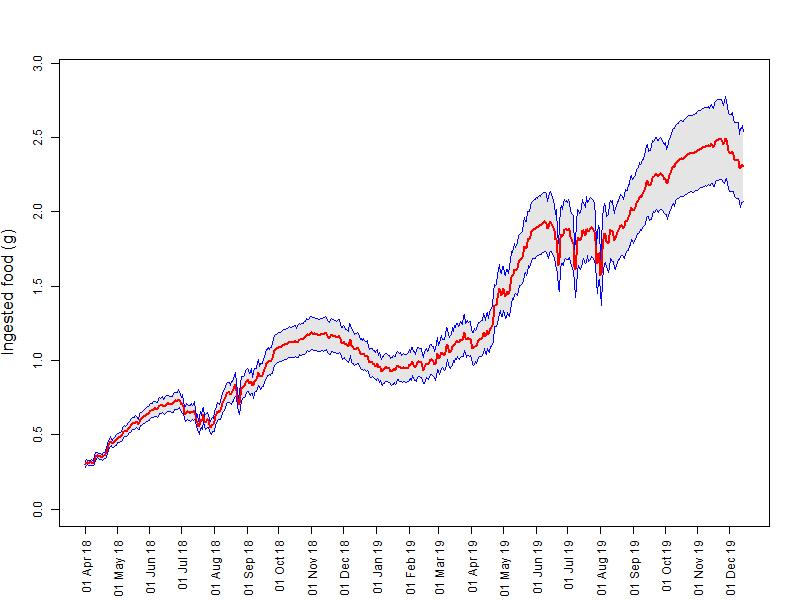 Ingested food (g)
3.0
2.5
2.0
1.5
1.0
0.5
0.0
01 Apr 18
01 May 18
01 Jun 18
01 Jul 18
01 Aug 18
01 Sep 18
01 Oct 18
01 Nov 18
01 Dec 18
01 Jan 19
01 Feb 19
01 Mar 19
01 Apr 19
01 May 19
01 Jun 19
01 Jul 19
01 Aug 19
01 Sep 19
01 Oct 19
01 Nov 19
01 Dec 19